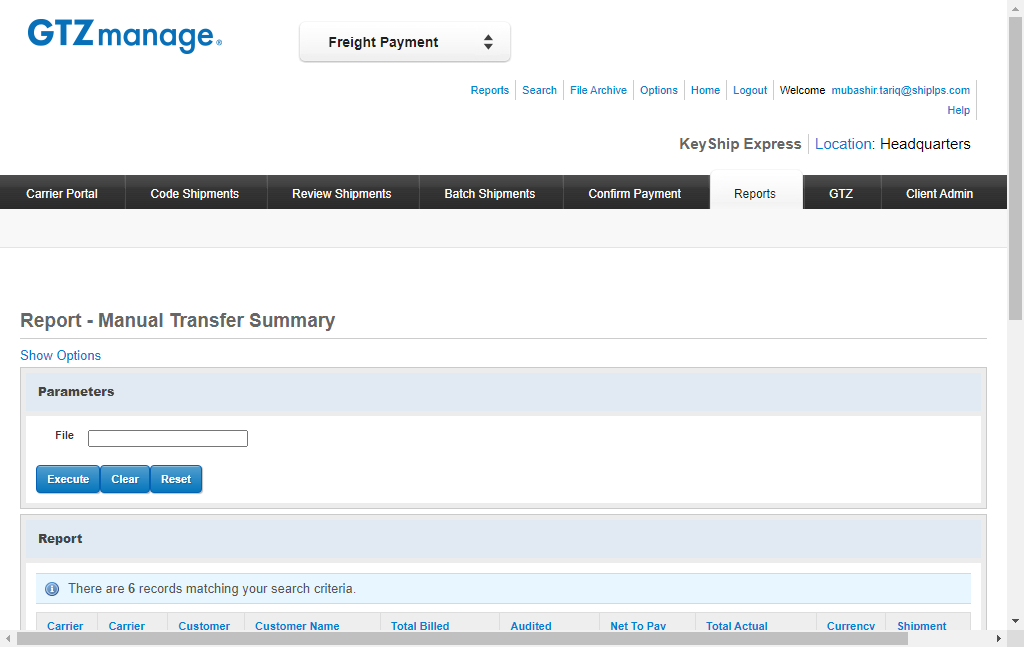 GTZmanage®
Freight Payment
Reports Search File Archive Options Home Logout Welcome mubashir.tariq@shiplps.com
Help
KeyShip Express Location: Headquarters
Carrier Portal Code Shipments Review Shipments Batch Shipments Confirm Payment Reports GTZ Client Admin
Report - Manual Transfer Summary
Show Options
Parameters
File
Execute Clear Reset
Report
There are 6 records matching your search criteria.
Carrier Carrier Customer Customer Name Total Billed Audited Net To Pay Total Actual Currency Shipment